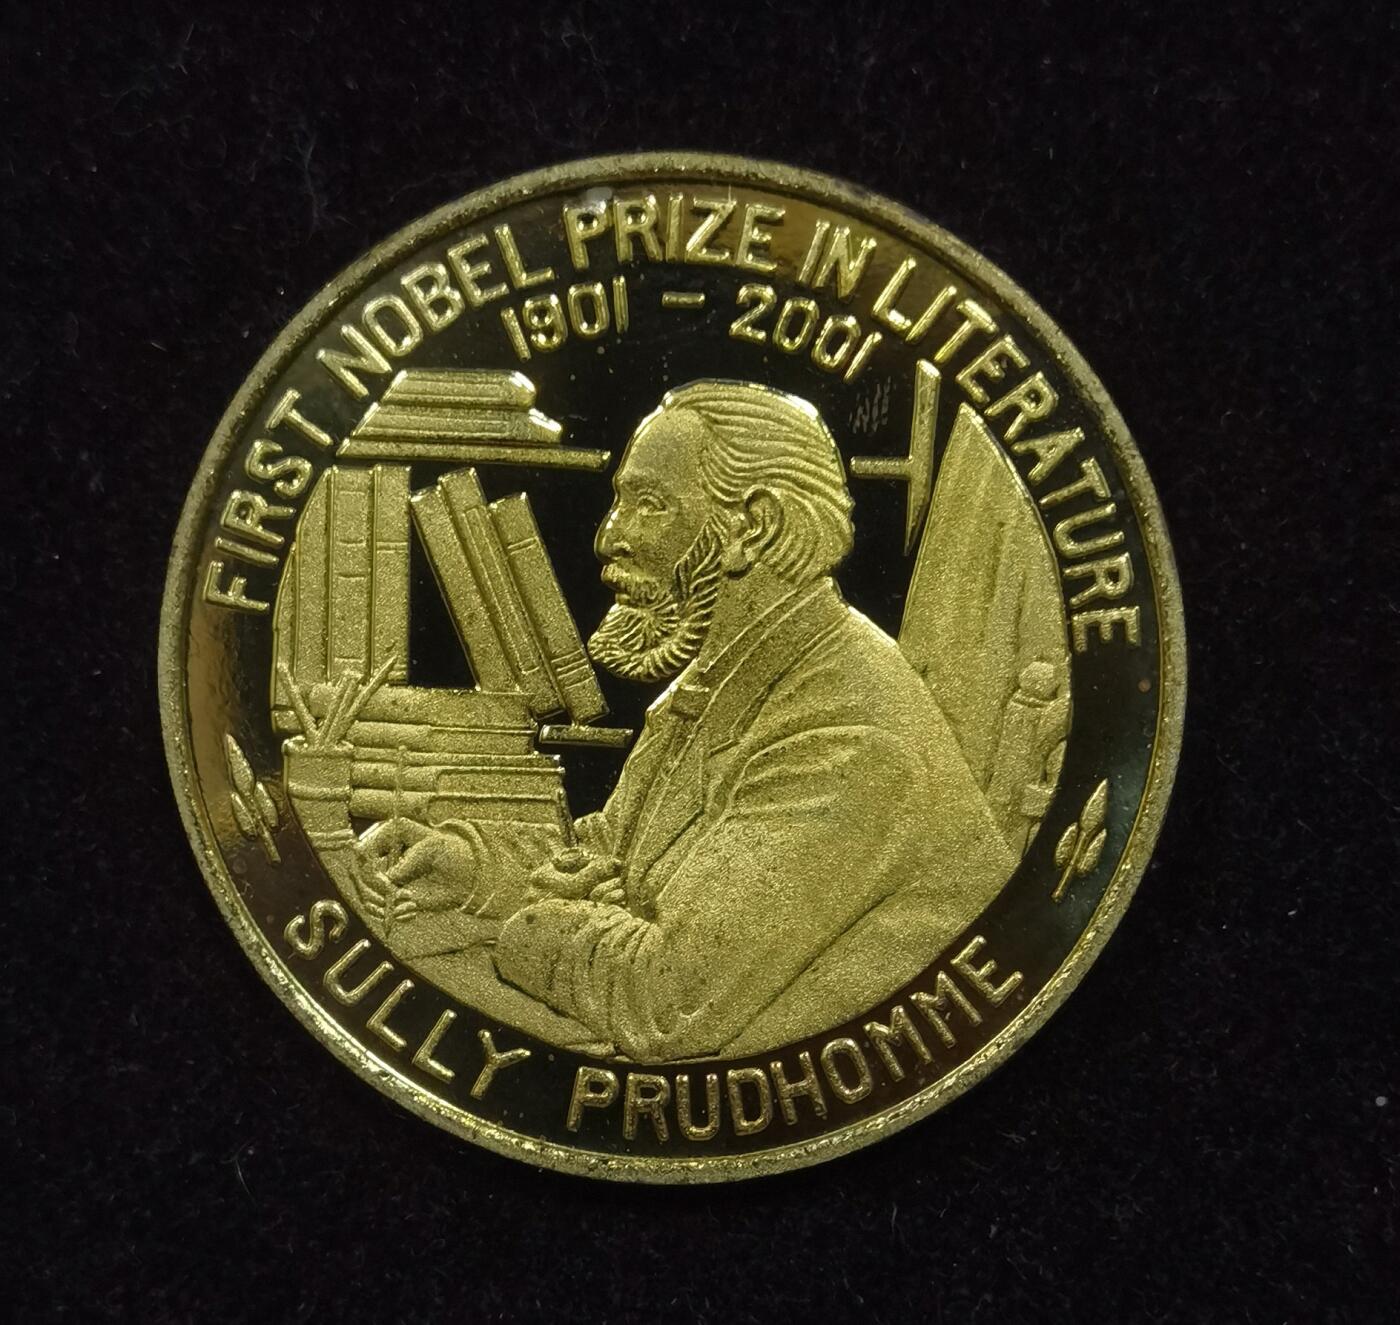 FIRST NOBEL PRIZE IN LITERATURE
1901 - 2001
SULLY PRUDHOMME